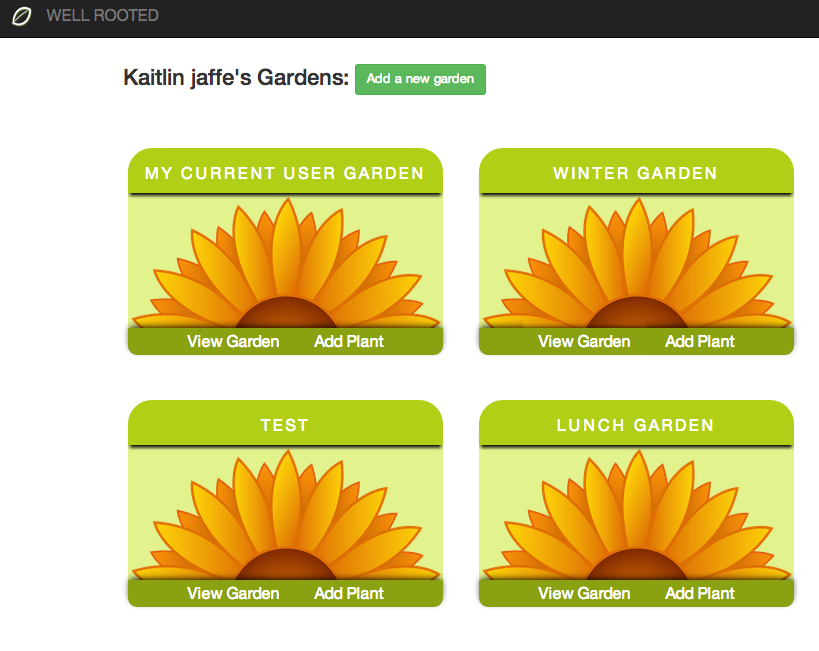 WELL ROOTED
Kaitlin jaffe's Gardens: Add a new garden
MY CURRENT USER GARDEN
WINTER GARDEN
View Garden Add Plant
View Garden Add Plant
TEST
LUNCH GARDEN
View Garden Add Plant
View Garden Add Plant